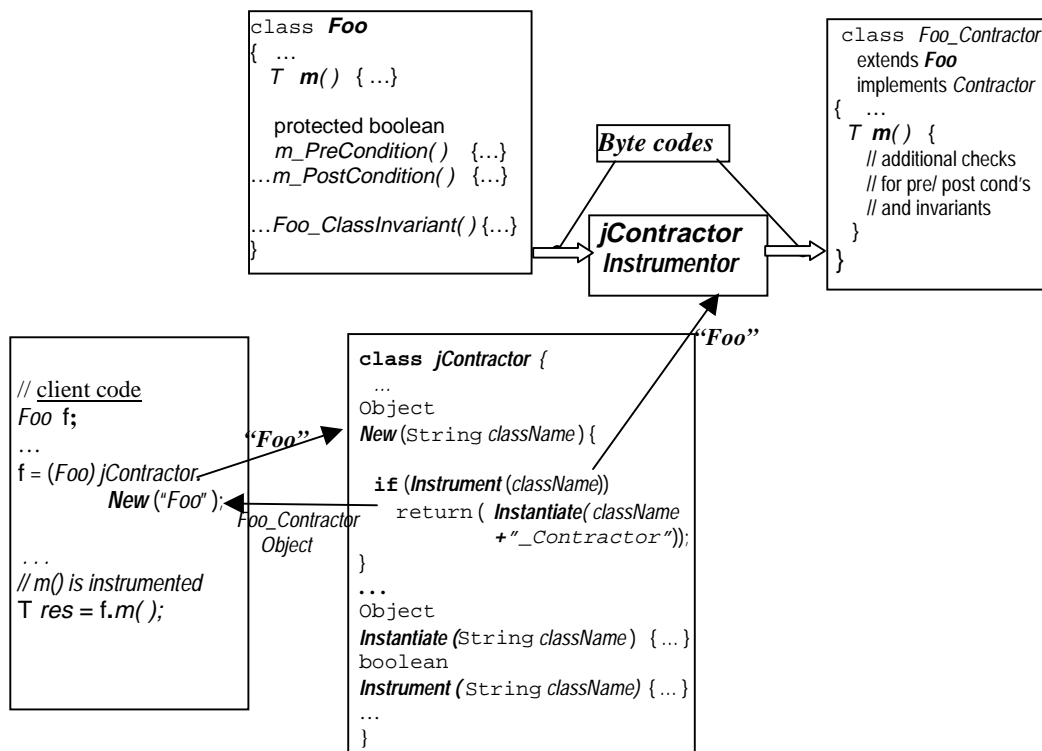 class Foo
{ …
T m( ) { …}
protected boolean
m_PreCondition( ) {…}
…m_PostCondition( ) {…}
…Foo_ClassInvariant( ) {…}
}
Byte codes
jContractor
Instrumentor
class Foo_Contractor
extends Foo
implements Contractor
{ …
T m( ) {
// additional checks
// for pre/ post cond's
// and invariants
}
}
// client code
Foo f;
…
f = (Foo) jContractor.
New ("Foo" );
. . .
// m() is instrumented
T res = f.m( );
“Foo”
Foo_Contractor
Object
class jContractor {
…
Object
New (String className) {
if (Instrument (className))
return ( Instantiate( className
+"_Contractor"));
}
…
Object
Instantiate (String className) { … }
boolean
Instrument ( String className) { … }
…
}
“Foo”